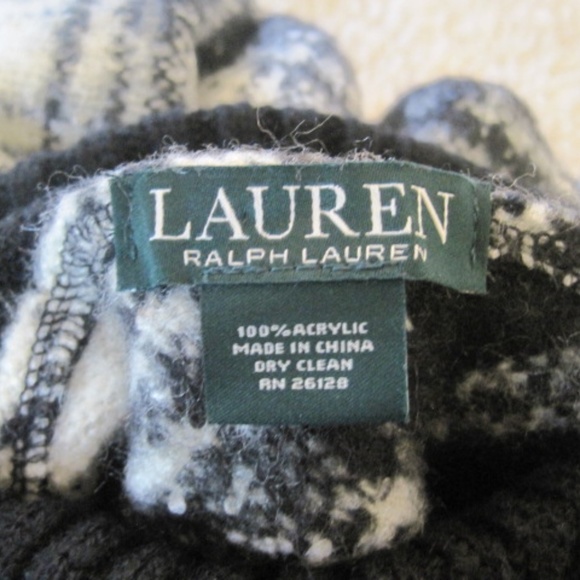 LAUREN
RALPH LAUREN
100% ACRYLIC
MADE IN CHINA
DRY CLEAN
RN 26128